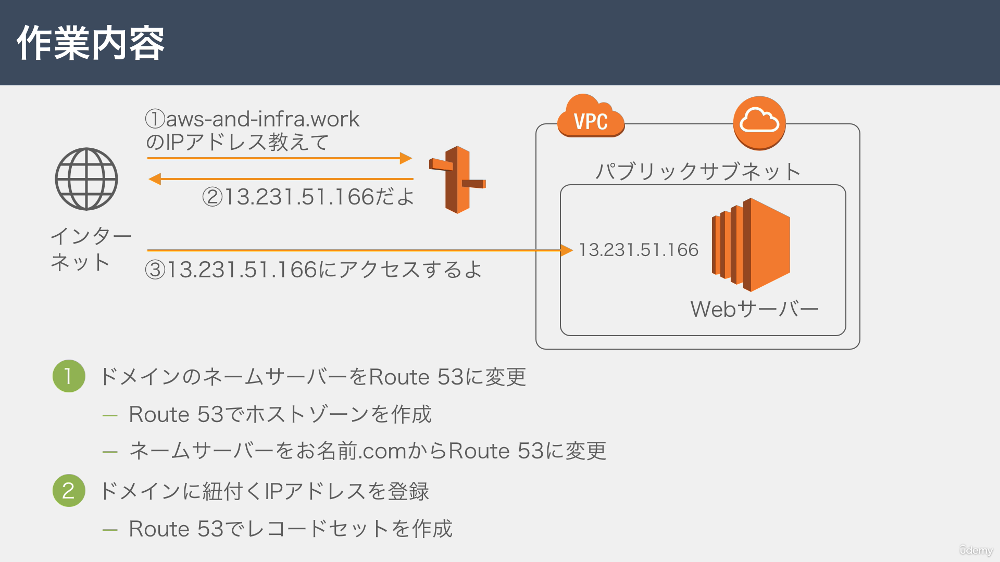 作業内容
①aws-and-infra.work
のIPアドレス教えて
②13.231.51.166だよ
インター
ネット
③13.231.51.166にアクセスするよ
VPC
パブリックサブネット
13.231.51.166
Webサーバー
1 ドメインのネームサーバーをRoute 53に変更
— Route 53でホストゾーンを作成
— ネームサーバーをお名前.comからRoute 53に変更
2 ドメインに紐付くIPアドレスを登録
— Route 53でレコードセットを作成
ûdemy